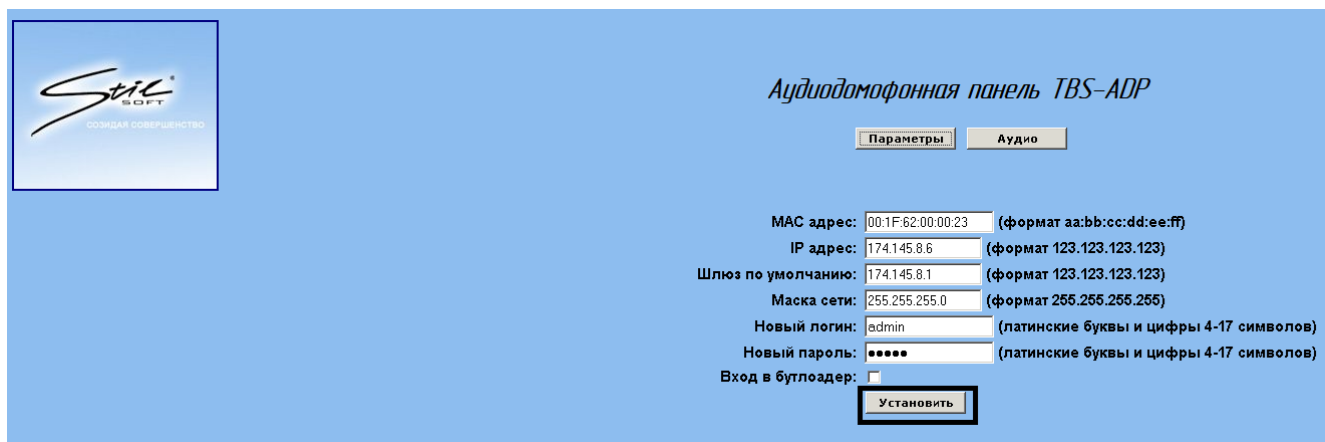 Stil
SOFT
СОЗИДАЯ СОВЕРШЕНСТВО
Аудиодомофонная панель TBS-ADP
Параметры Аудио
MAC адрес: 00:1F:62:00:00:23 (формат aa:bb:cc:dd:ee:ff)
IP адрес: 174.145.8.6 (формат 123.123.123.123)
Шлюз по умолчанию: 174.145.8.1 (формат 123.123.123.123)
Маска сети: 255.255.255.0 (формат 255.255.255.255)
Новый логин: admin (латинские буквы и цифры 4-17 символов)
Новый пароль: ●●●●● (латинские буквы и цифры 4-17 символов)
Вход в бутлоадер:
Установить